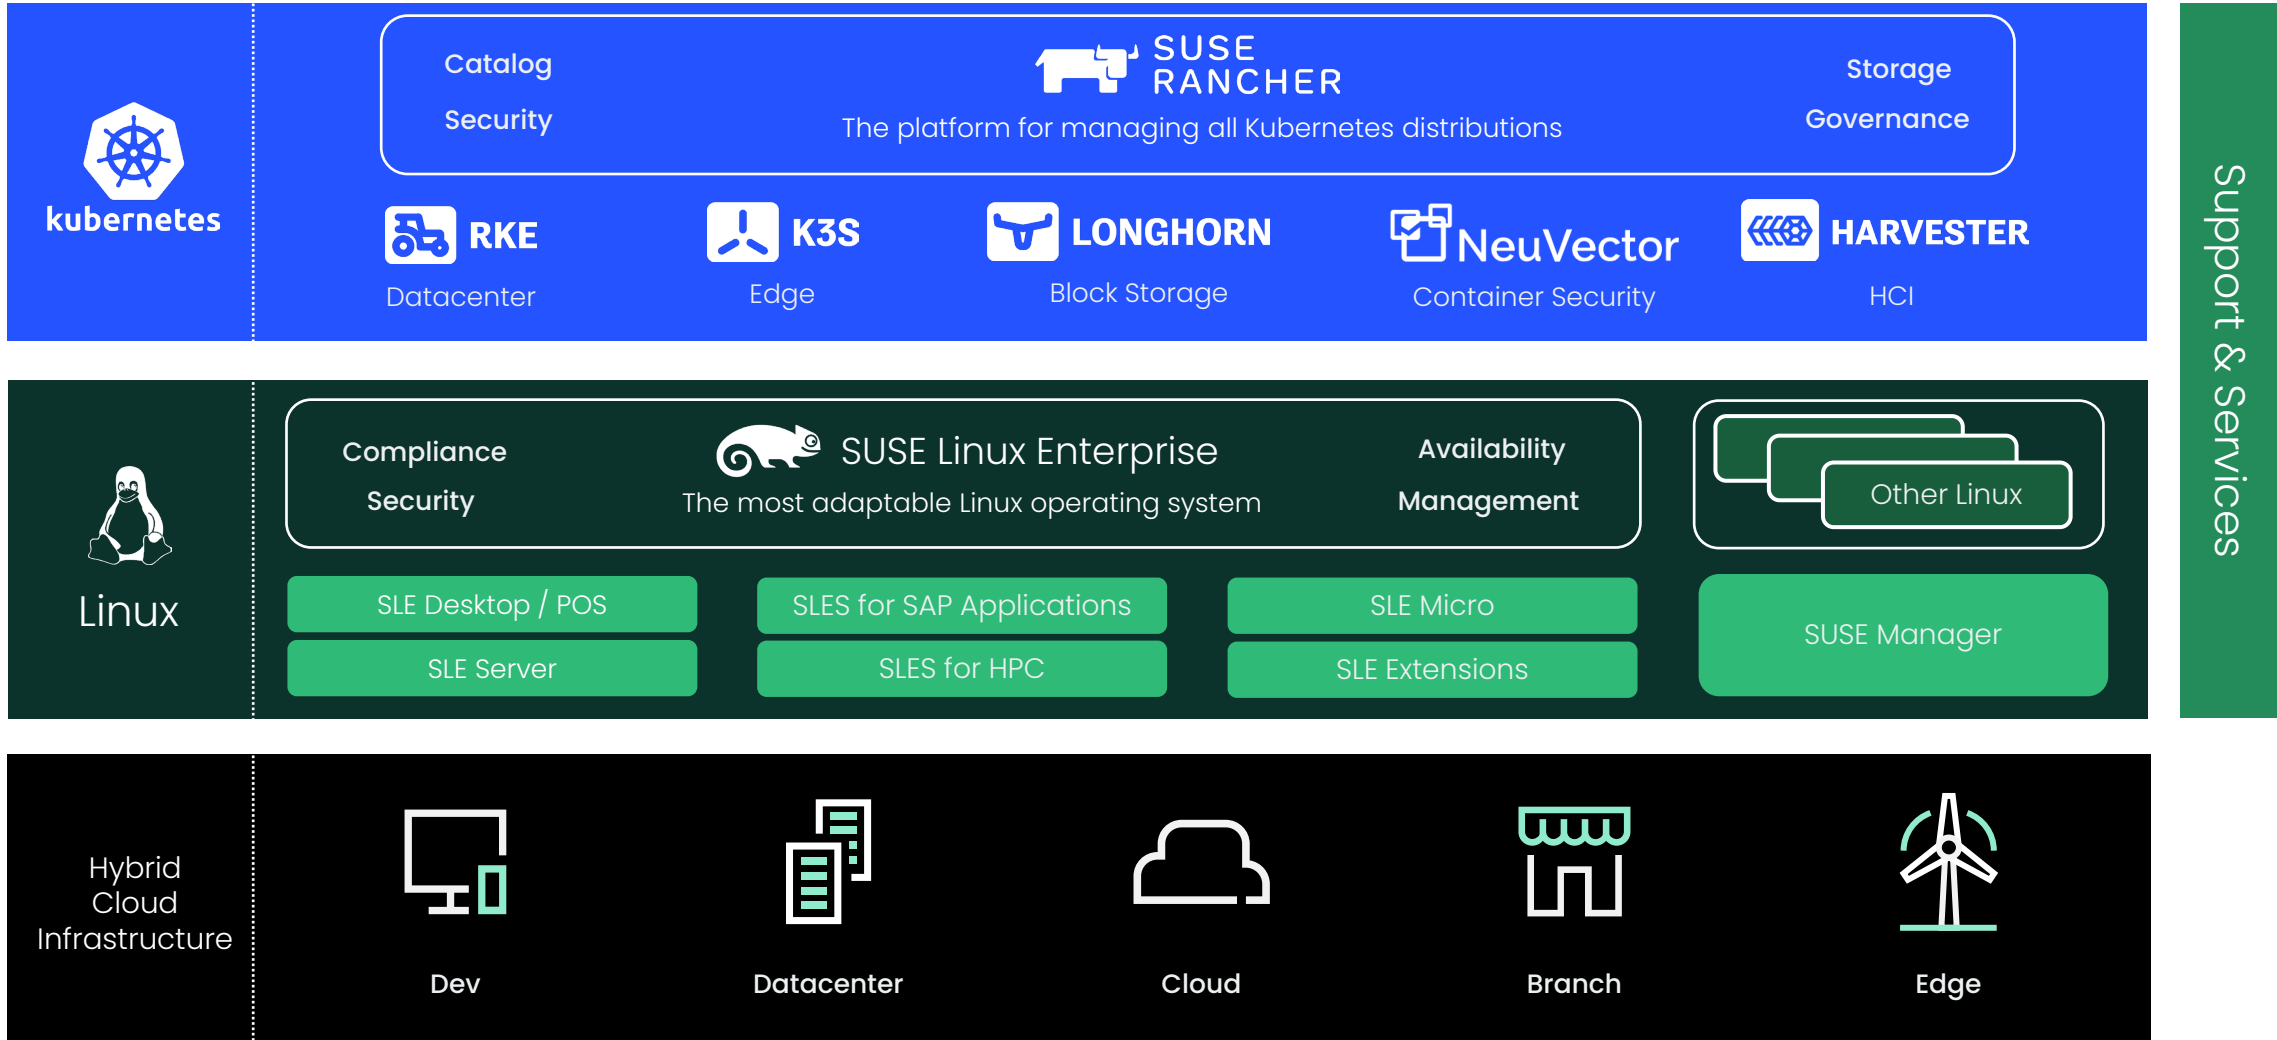 kubernetes
Catalog
Security
SUSE
RANCHER
The platform for managing all Kubernetes distributions
Storage
Governance
RKE
Datacenter
K3S
Edge
LONGHORN
Block Storage
NeuVector
Container Security
HARVESTER
HCI
Linux
Compliance
Security
SUSE Linux Enterprise
The most adaptable Linux operating system
Availability
Management
Other Linux
SLE Desktop / POS
SLES for SAP Applications
SLE Micro
SUSE Manager
SLE Server
SLES for HPC
SLE Extensions
Hybrid
Cloud
Infrastructure
Dev
Datacenter
Cloud
Branch
Edge
Support & Services